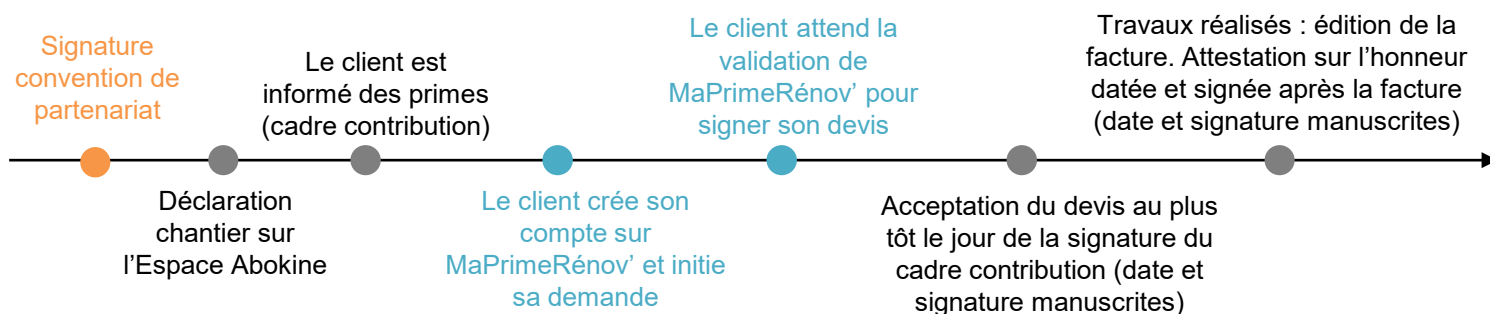 Signature
convention de
partenariat
Déclaration
chantier sur
l’Espace Abokine
Le client est
informé des primes
(cadre contribution)
Le client crée son
compte sur
MaPrimeRénov’ et initie
sa demande
Le client attend la
validation de
MaPrimeRénov’ pour
signer son devis
Acceptation du devis au plus
tôt le jour de la signature du
cadre contribution (date et
signature manuscrites)
Travaux réalisés : édition de la
facture. Attestation sur l’honneur
datée et signée après la facture
(date et signature manuscrites)